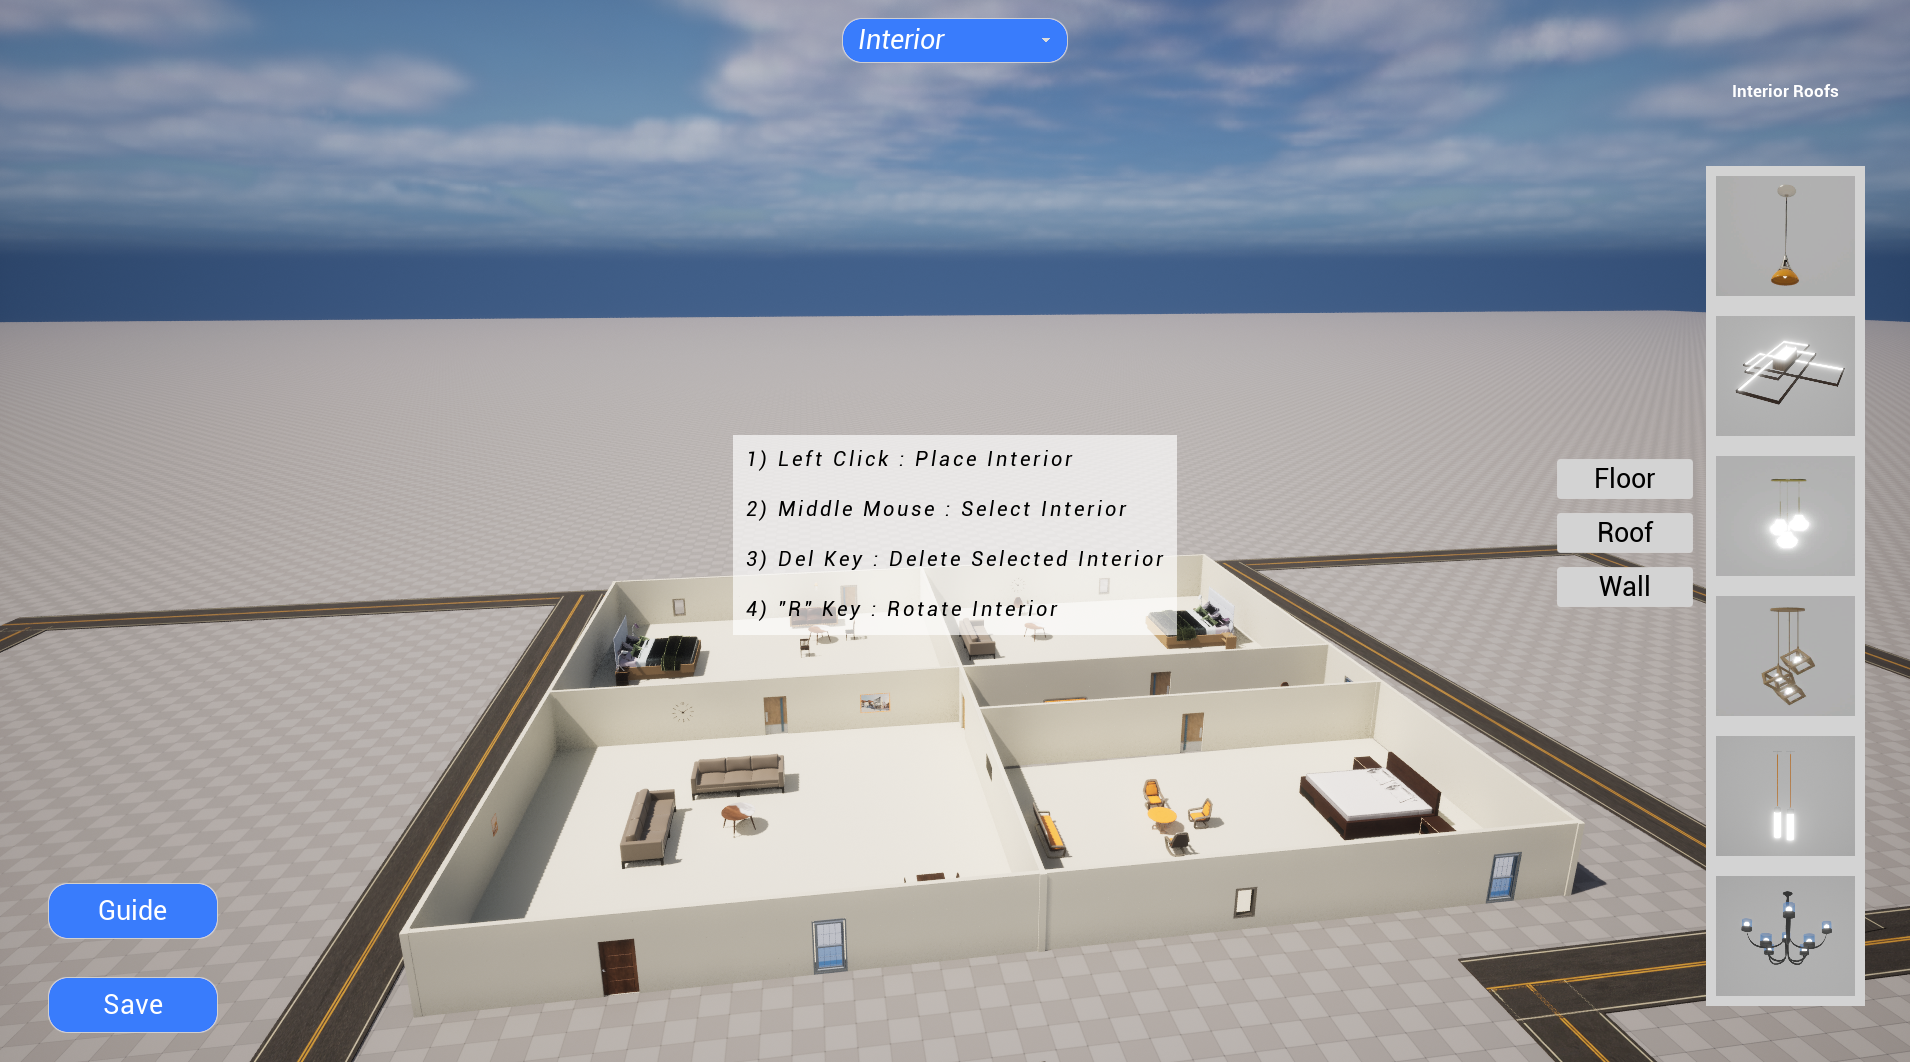 Interior
Interior Roofs
1) Left Click : Place Interior
2) Middle Mouse : Select Interior
3) Del Key : Delete Selected Interior
4) "R" Key : Rotate Interior
Floor
Roof
Wall
Guide
Save